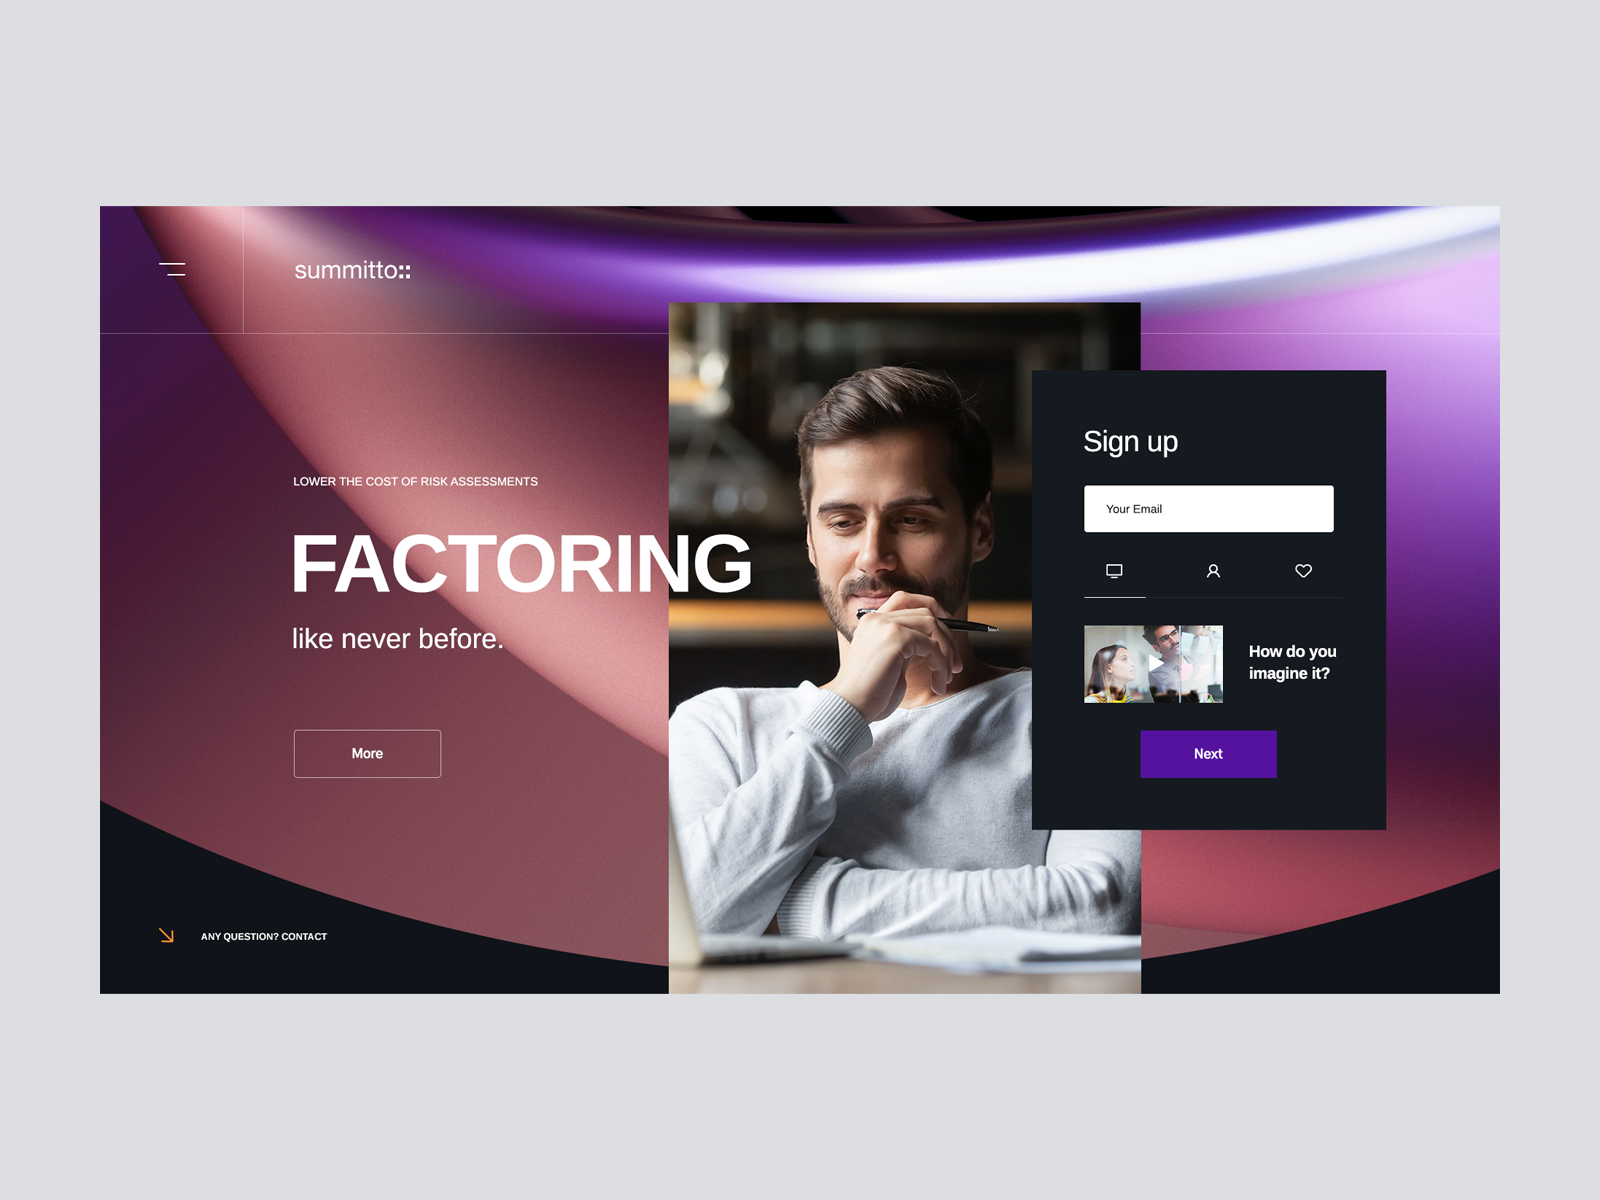 summitto::
LOWER THE COST OF RISK ASSESSMENTS
FACTORING
like never before.
More
Sign up
Your Email
How do you
imagine it?
Next
ANY QUESTION? CONTACT